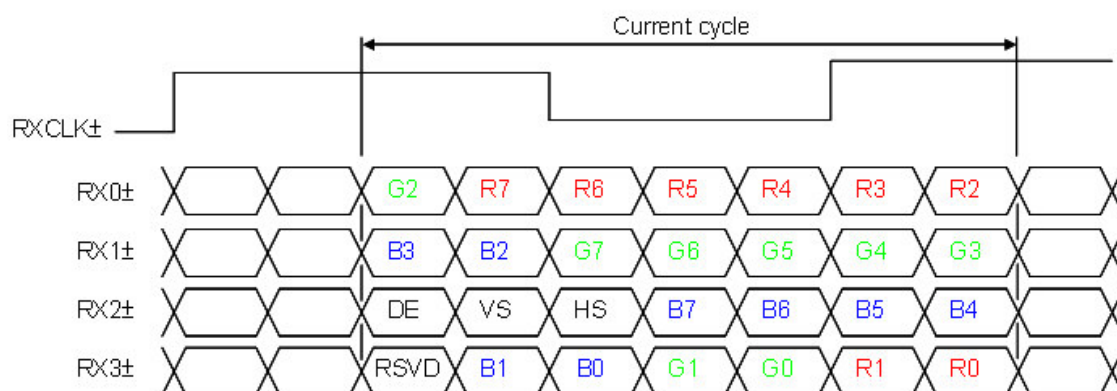 Current cycle
RXCLK±
RX0± G2 R7 R6 R5 R4 R3 R2
RX1± B3 B2 G7 G6 G5 G4 G3
RX2± DE VS HS B7 B6 B5 B4
RX3± RSVD B1 B0 G1 G0 R1 R0